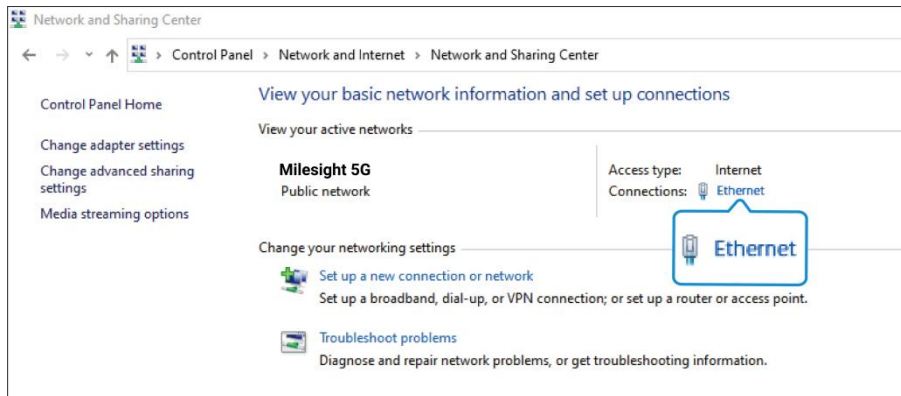 Network and Sharing Center
Control Panel > Network and Internet > Network and Sharing Center
Control Panel Home
Change adapter settings
Change advanced sharing
settings
Media streaming options
View your basic network information and set up connections
View your active networks
Milesight 5G
Public network
Access type: Internet
Connections: Ethernet
Ethernet
Change your networking settings
Set up a new connection or network
Set up a broadband, dial-up, or VPN connection; or set up a router or access point.
Troubleshoot problems
Diagnose and repair network problems, or get troubleshooting information.